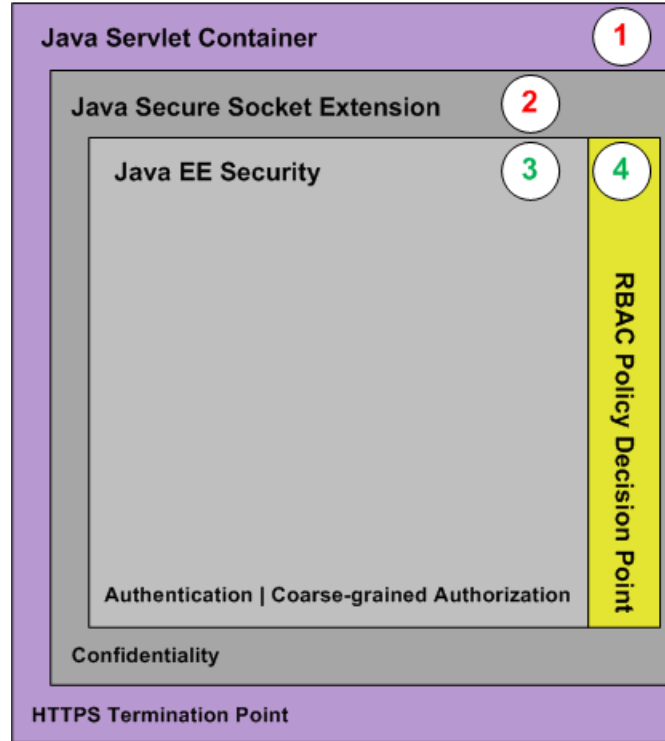 Java Servlet Container
1
Java Secure Socket Extension
2
Java EE Security
3
4
RBAC Policy Decision Point
Authentication | Coarse-grained Authorization
Confidentiality
HTTPS Termination Point